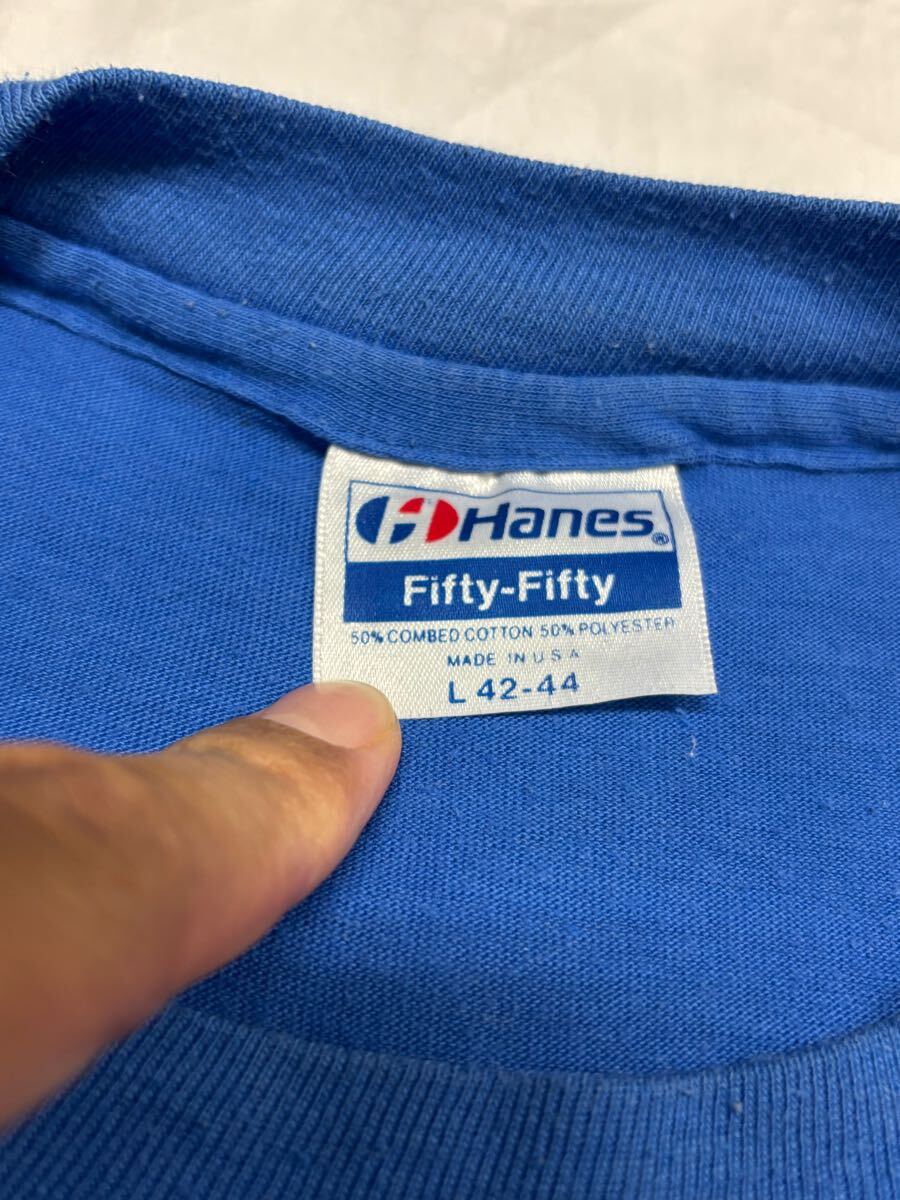 Hanes®
Fifty-Fifty
50% COMBED COTTON 50% POLYESTER
MADE IN U S A
L 42-44